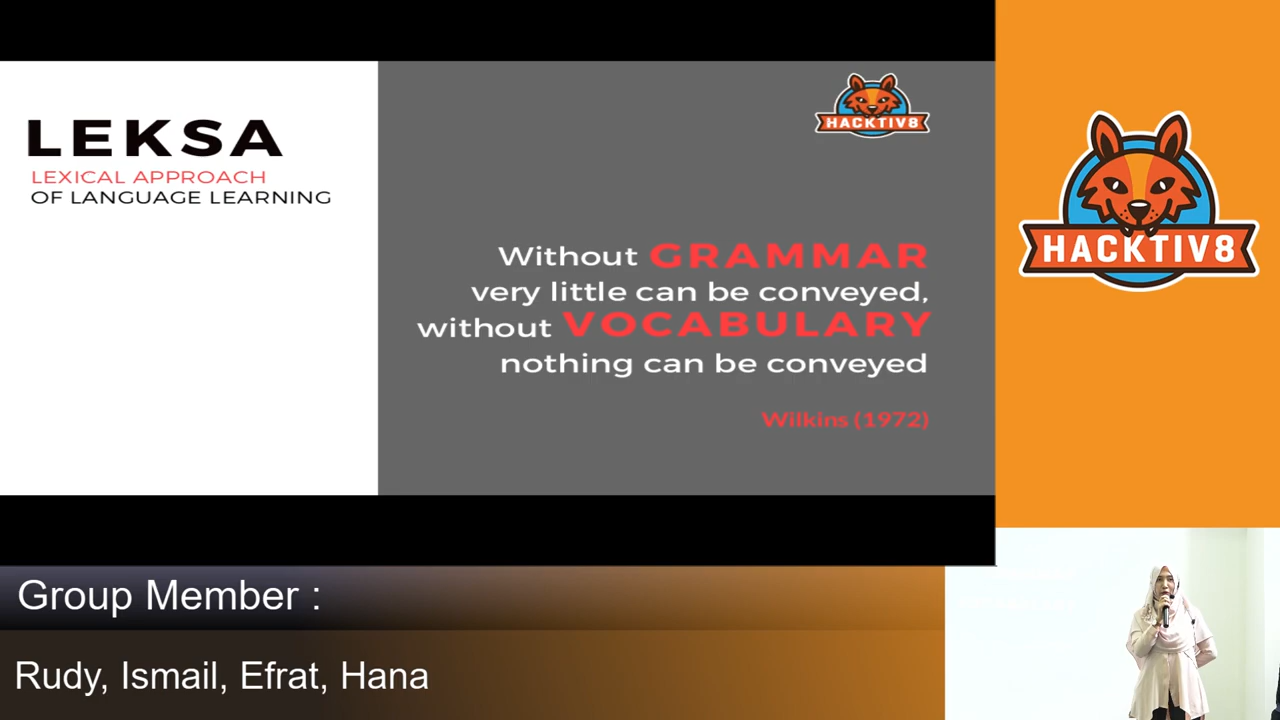 LEKSA
LEXICAL APPROACH
OF LANGUAGE LEARNING
HACKTIV8
Without GRAMMAR
very little can be conveyed,
without VOCABULARY
nothing can be conveyed
Wilkins (1972)
HACKTIV8
Group Member :
Rudy, Ismail, Efrat, Hana